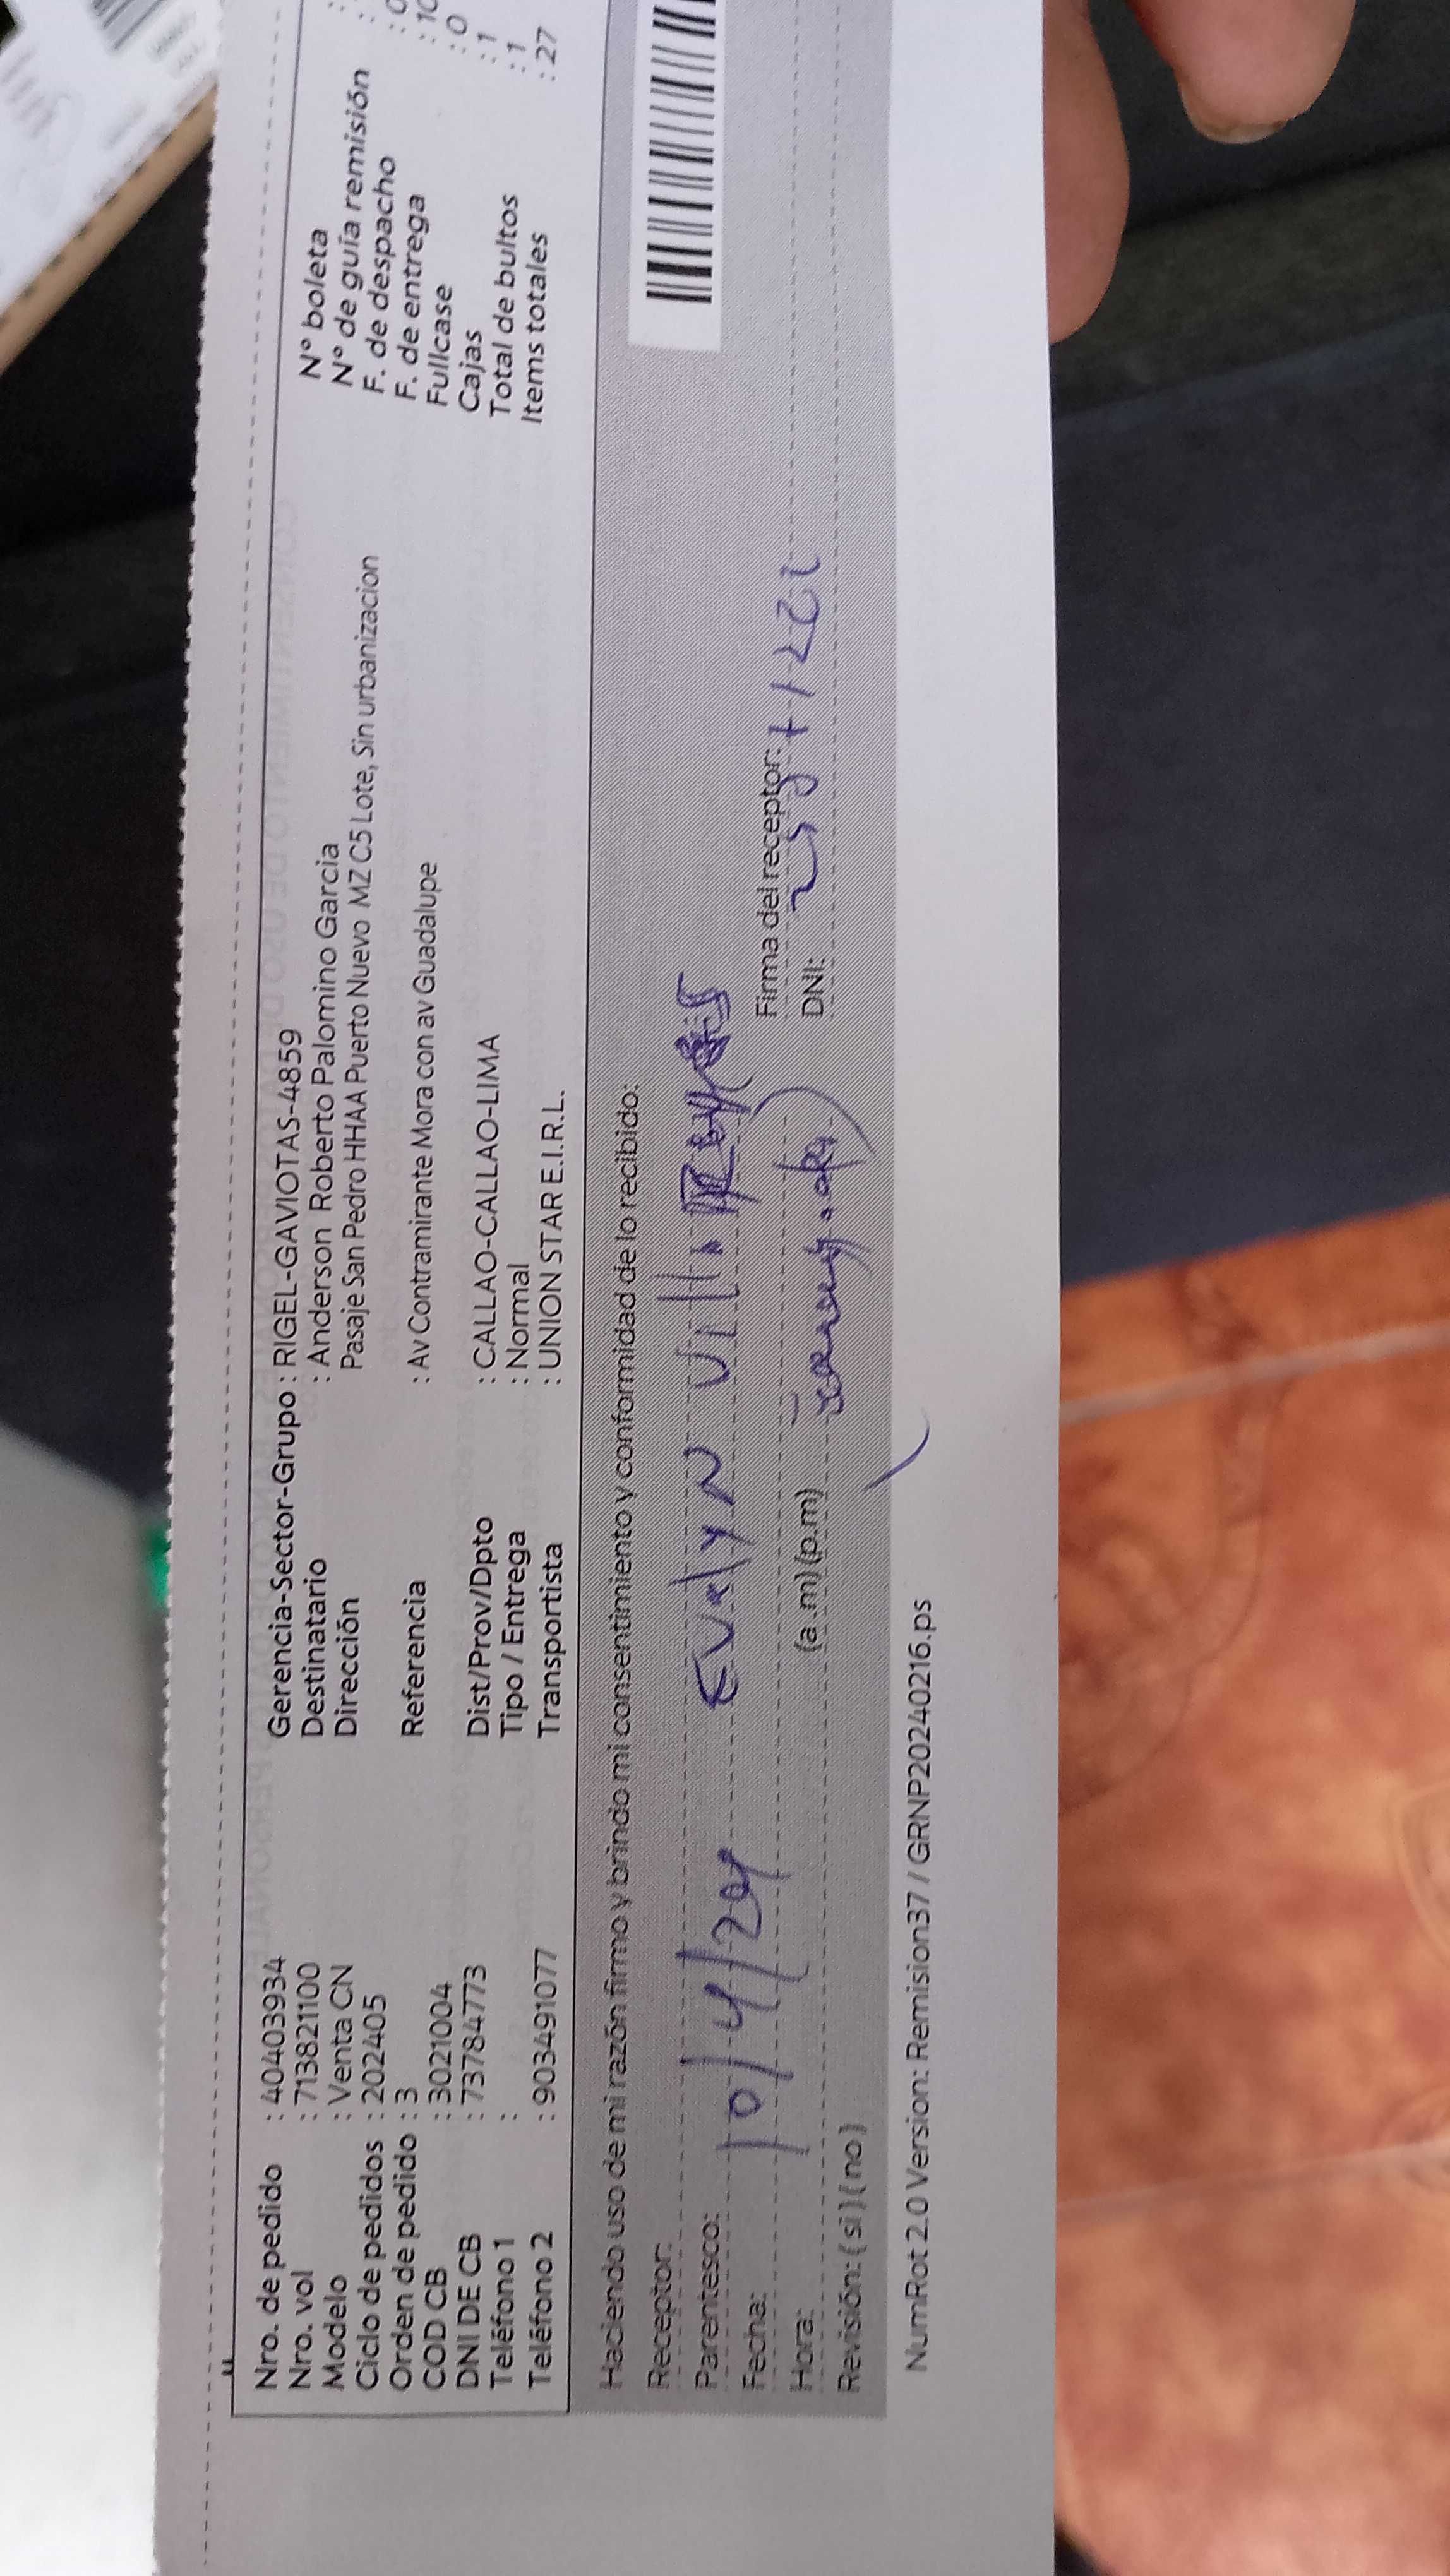 Nro. de pedido : 40403934
Nro. vol : 713821100
Modelo : Venta CN
Ciclo de pedidos : 202405
Orden de pedido : 3
COD CB : 3021004
DNI DE CB : 73784773
Teléfono 1 :
Teléfono 2 : 903491077
Gerencia-Sector-Grupo : RIGEL-GAVIOTAS-4859
Destinatario : Anderson Roberto Palomino Garcia
Dirección Pasaje San Pedro HHAA Puerto Nuevo MZ C5 Lote, Sin urbanizacion
Referencia : Av Contramirante Mora con av Guadalupe
Dist/Prov/Dpto : CALLAO-CALLAO-LIMA
Tipo / Entrega : Normal
Transportista : UNION STAR E.I.R.L.
N° boleta :
N° de guía remisión :
F. de despacho
F. de entrega
Fullcase : 0
Cajas : 1
Total de bultos : 1
Items totales : 27
Haciendo uso de mi razón firmo y brindo mi consentimiento y conformidad de lo recibido:
Receptor: Evelyn
Parentesco:
Fecha: 10/4/24
Hora: (a.m)(p.m)
Revisión: ( si ) ( no )
Firma del receptor:
DNI:
NumRot 2.0 Version: Remision37 / GRNP20240216.ps